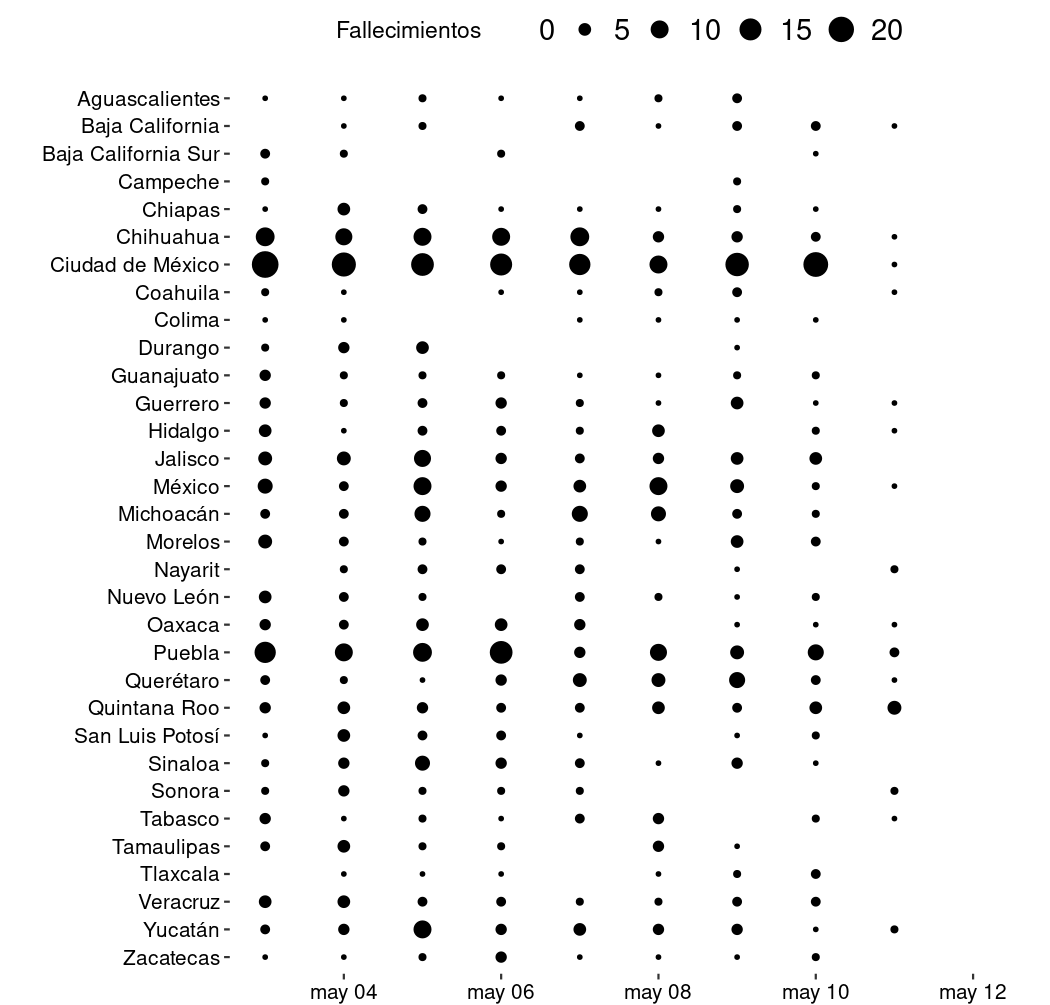 Fallecimientos 0 5 10 15 20
Aguascalientes
Baja California
Baja California Sur
Campeche
Chiapas
Chihuahua
Ciudad de México
Coahuila
Colima
Durango
Guanajuato
Guerrero
Hidalgo
Jalisco
México
Michoacán
Morelos
Nayarit
Nuevo León
Oaxaca
Puebla
Querétaro
Quintana Roo
San Luis Potosí
Sinaloa
Sonora
Tabasco
Tamaulipas
Tlaxcala
Veracruz
Yucatán
Zacatecas
may 04 may 06 may 08 may 10 may 12